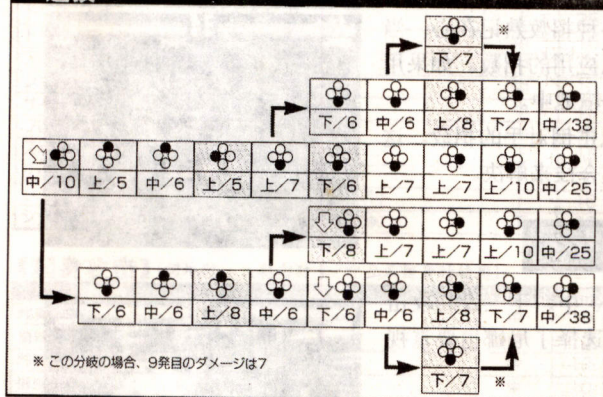 下／7 ※
下／6 中／6 上／8 下／7 中／38
中／10 上／5 中／6 上／5 上／7 下／6 上／7 上／7 上／10 中／25
下／8 上／7 上／7 上／10 中／25
下／6 中／6 上／8 中／6 下／6 中／6 上／8 下／7 中／38
※ この分岐の場合、9発目のダメージは7
下／7 ※